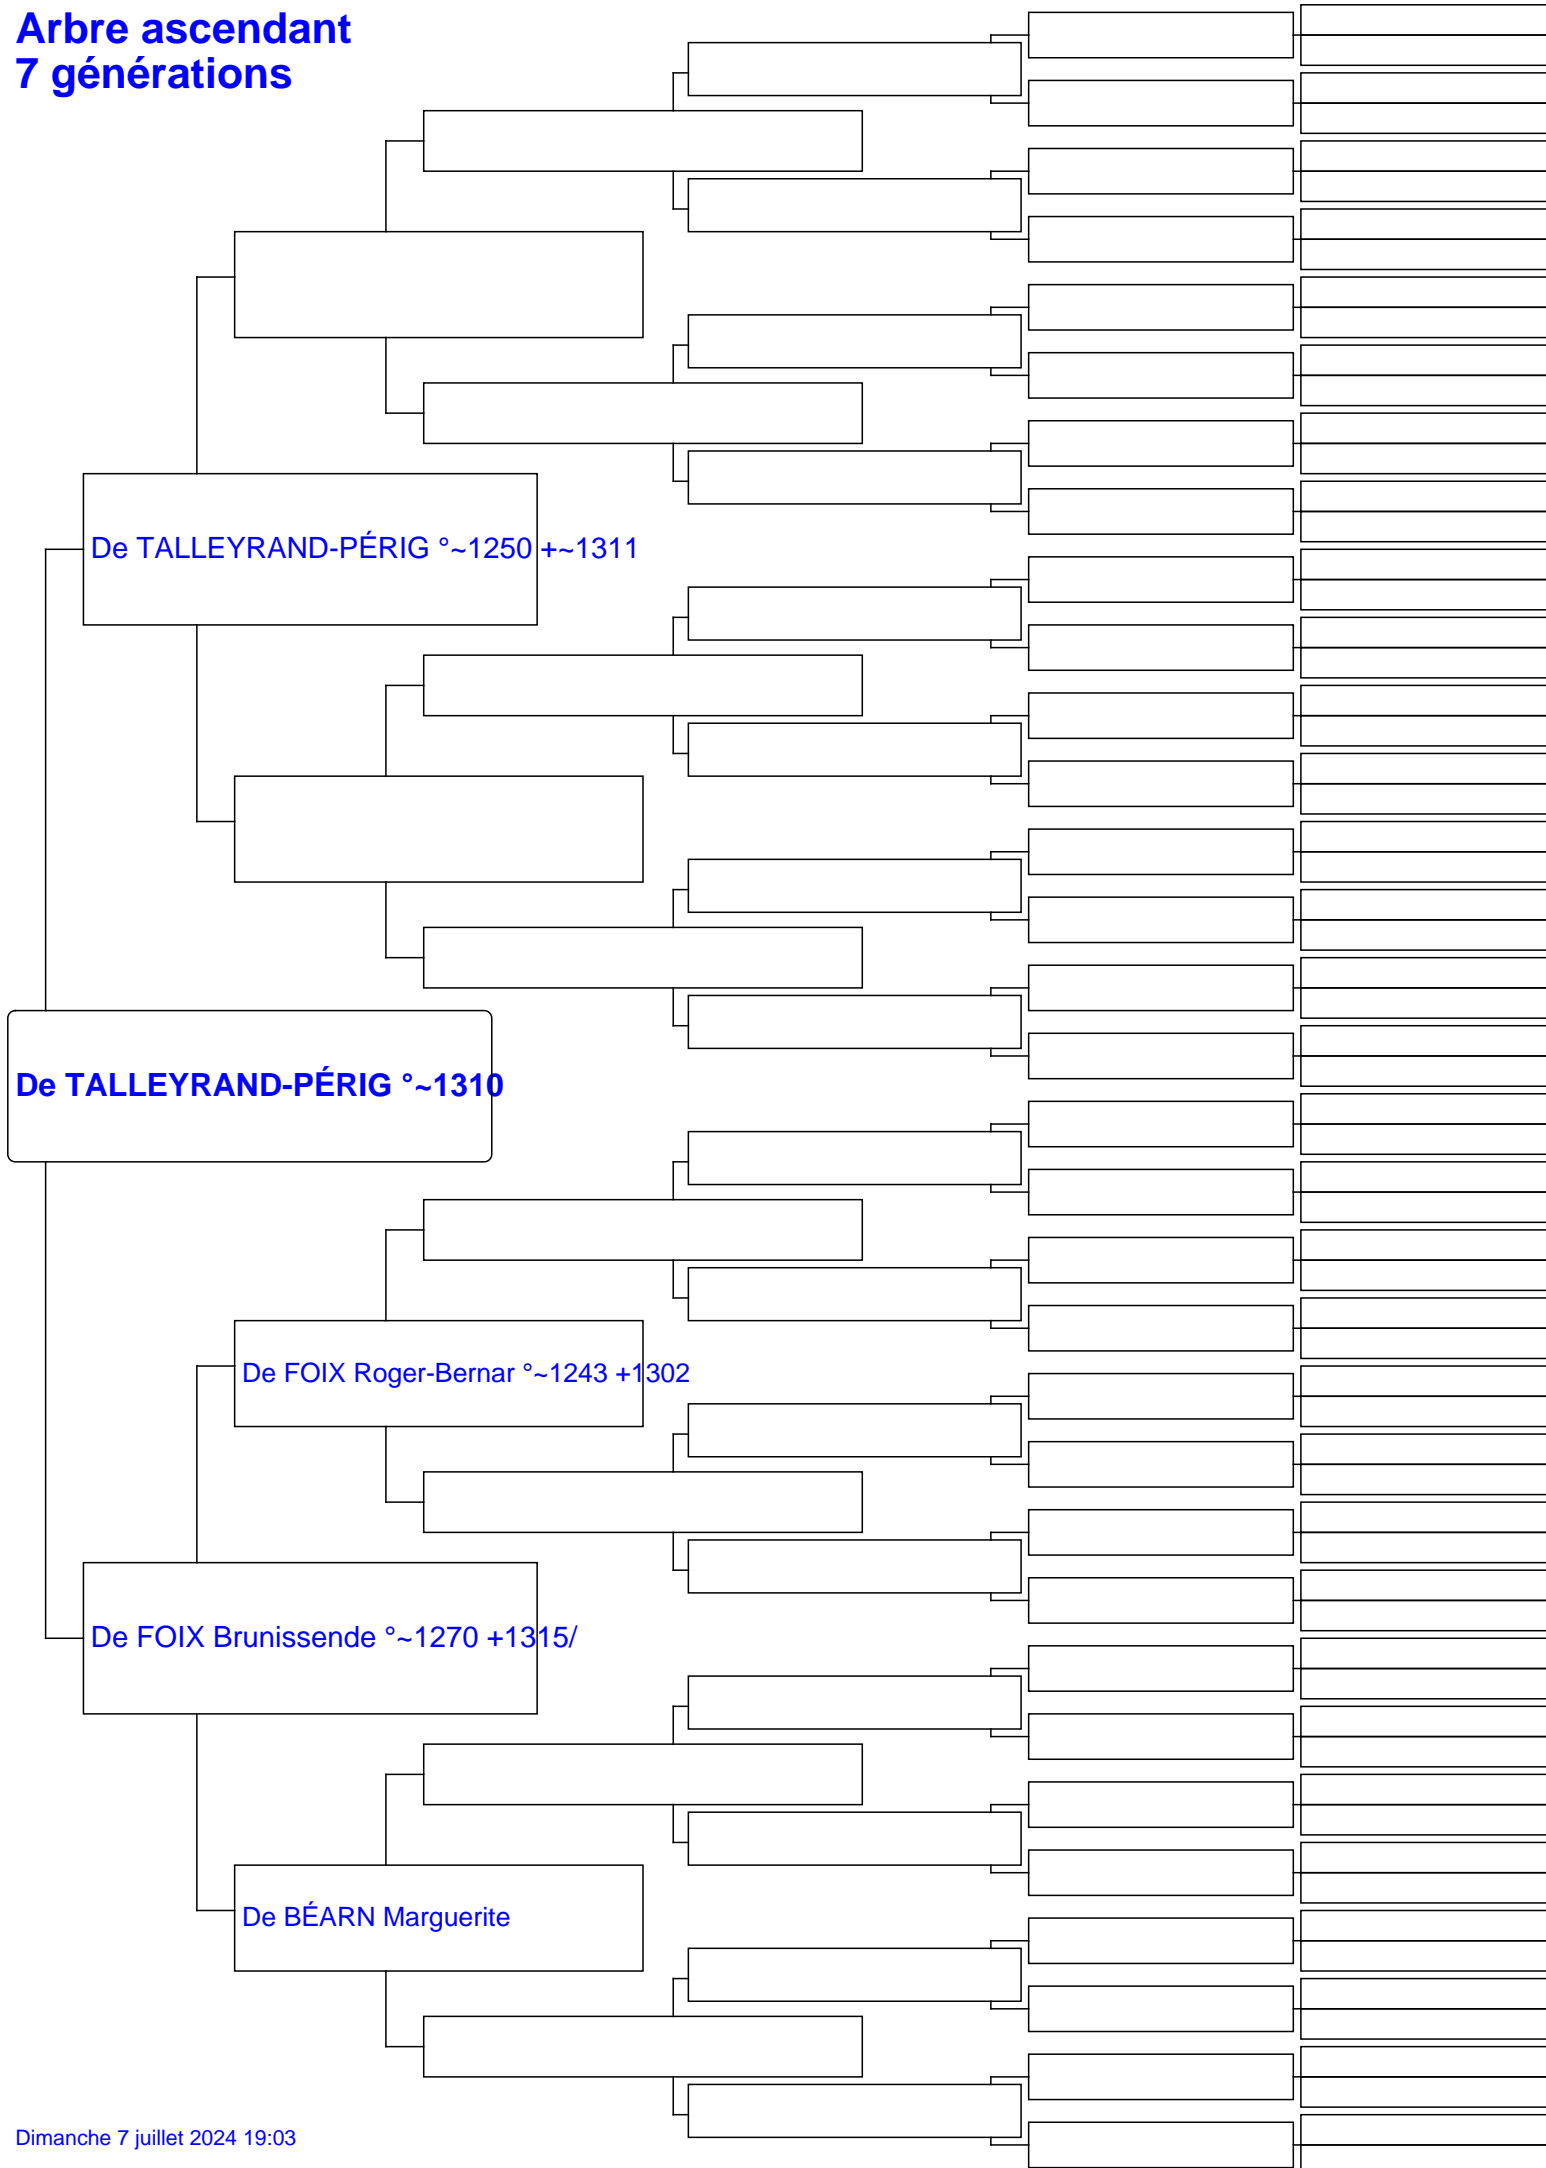 Arbre ascendant
7 générations
De TALLEYRAND-PÉRIG °~1250 +~1311
De TALLEYRAND-PÉRIG °~1310
De FOIX Roger-Bernar °~1243 +1302
De FOIX Brunissende °~1270 +1315/
De BÉARN Marguerite
Dimanche 7 juillet 2024 19:03